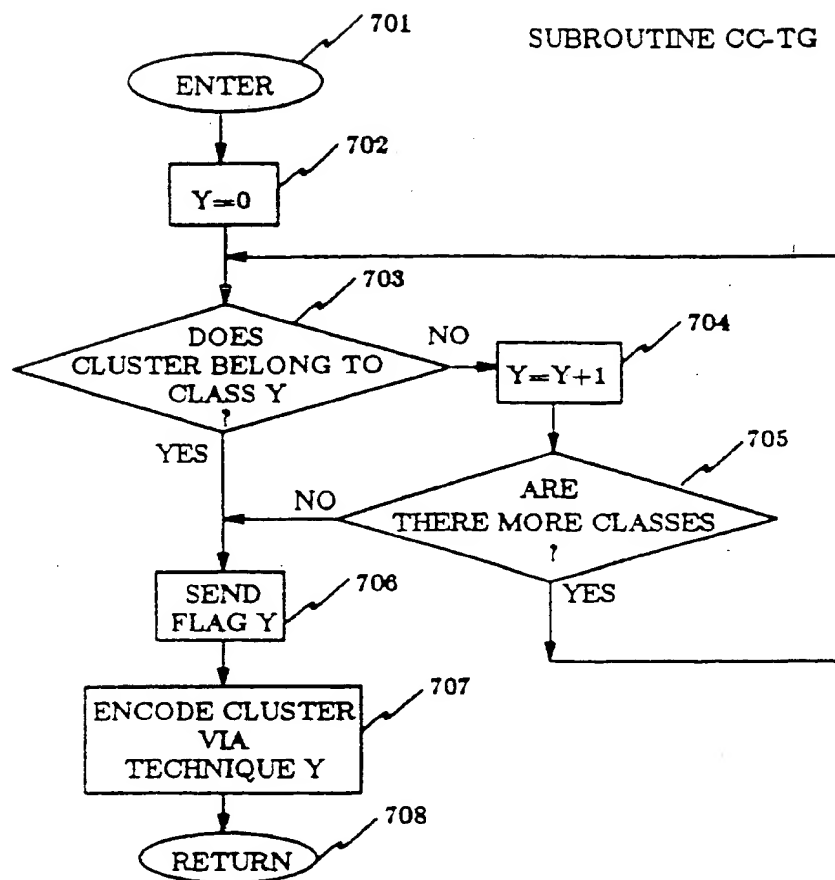 701
SUBROUTINE CC-TG
ENTER
702
Y=0
703
DOES
CLUSTER BELONG TO
CLASS Y
?
NO
704
Y=Y+1
YES
705
ARE
THERE MORE CLASSES
?
NO
YES
706
SEND
FLAG Y
707
ENCODE CLUSTER
VIA
TECHNIQUE Y
708
RETURN